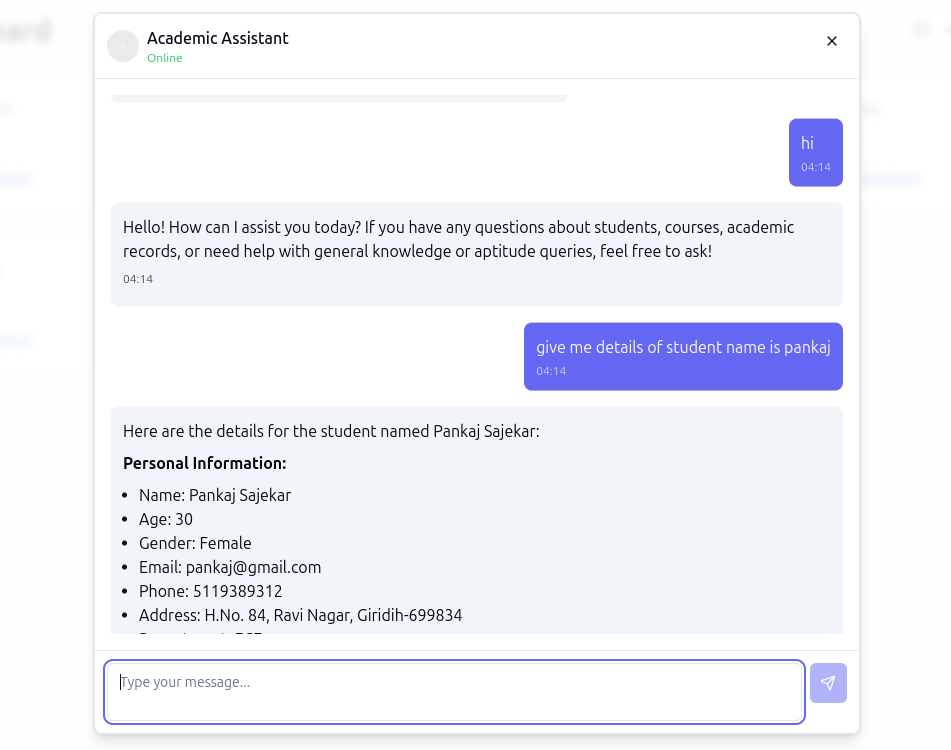 Academic Assistant
Online
hi
04:14
Hello! How can I assist you today? If you have any questions about students, courses, academic
records, or need help with general knowledge or aptitude queries, feel free to ask!
04:14
give me details of student name is pankaj
04:14
Here are the details for the student named Pankaj Sajekar:
Personal Information:
• Name: Pankaj Sajekar
• Age: 30
• Gender: Female
• Email: pankaj@gmail.com
• Phone: 5119389312
• Address: H.No. 84, Ravi Nagar, Giridih-699834
Type your message...